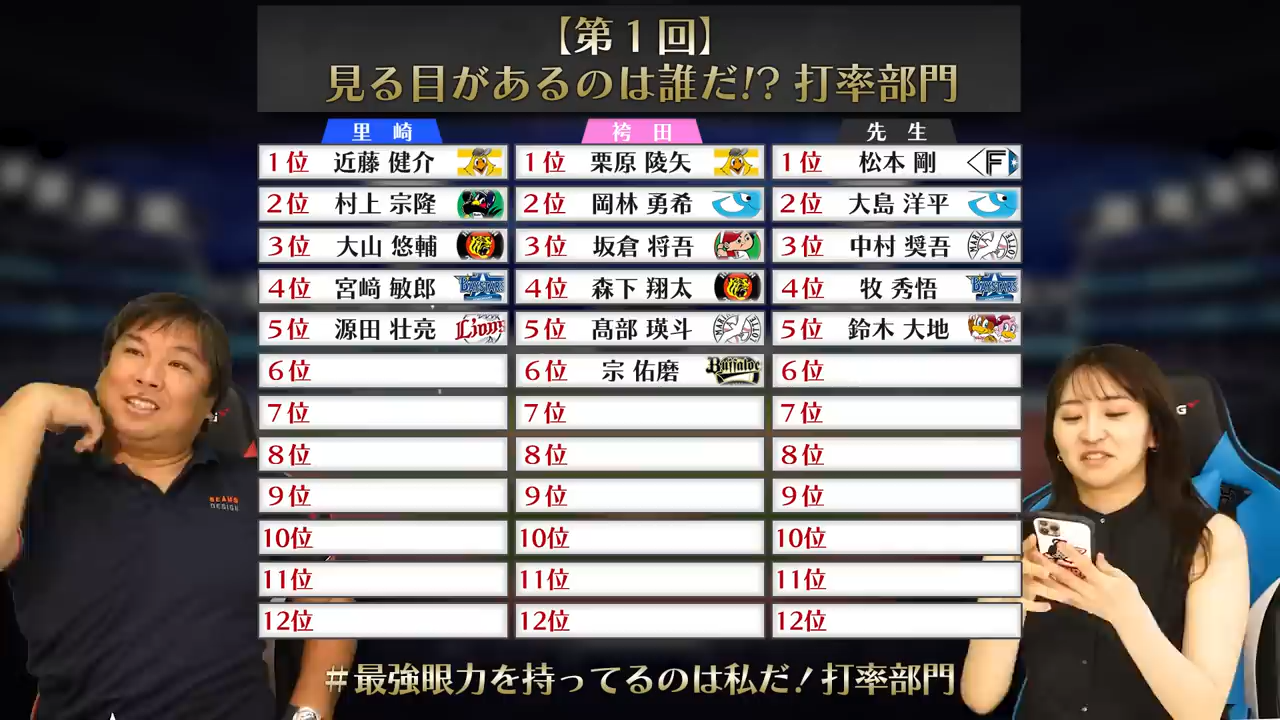 【第1回】
見る目があるのは誰だ!? 打率部門
里崎 袴田 先生
1位 近藤 健介 1位 栗原 陵矢 1位 松本 剛 F
2位 村上 宗隆 2位 岡林 勇希 2位 大島 洋平
3位 大山 悠輔 3位 坂倉 将吾 3位 中村 奨吾
4位 宮﨑 敏郎 BAYSTARS 4位 森下 翔太 4位 牧 秀悟 BAYSTARS
5位 源田 壮亮 Lions 5位 髙部 瑛斗 5位 鈴木 大地
6位 6位 宗 佑磨 Buffaloes 6位
7位 7位 7位
8位 8位 8位
9位 9位 9位
10位 10位 10位
11位 11位 11位
12位 12位 12位
BEAMS
DESIGN
#最強眼力を持ってるのは私だ!打率部門